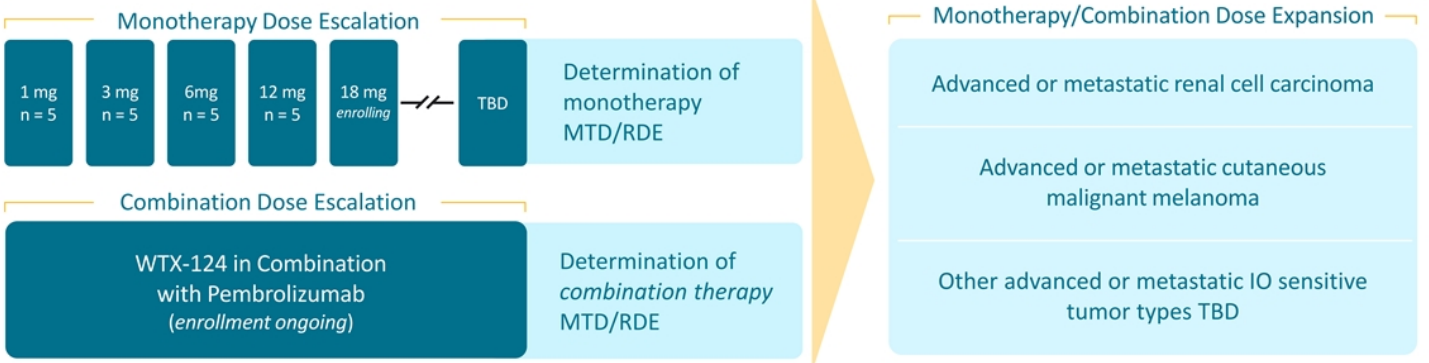 Monotherapy Dose Escalation
1 mg
n = 5
3 mg
n = 5
6mg
n = 5
12 mg
n = 5
18 mg
enrolling
TBD
Determination of
monotherapy
MTD/RDE
Combination Dose Escalation
WTX-124 in Combination
with Pembrolizumab
(enrollment ongoing)
Determination of
combination therapy
MTD/RDE
Monotherapy/Combination Dose Expansion
Advanced or metastatic renal cell carcinoma
Advanced or metastatic cutaneous
malignant melanoma
Other advanced or metastatic IO sensitive
tumor types TBD